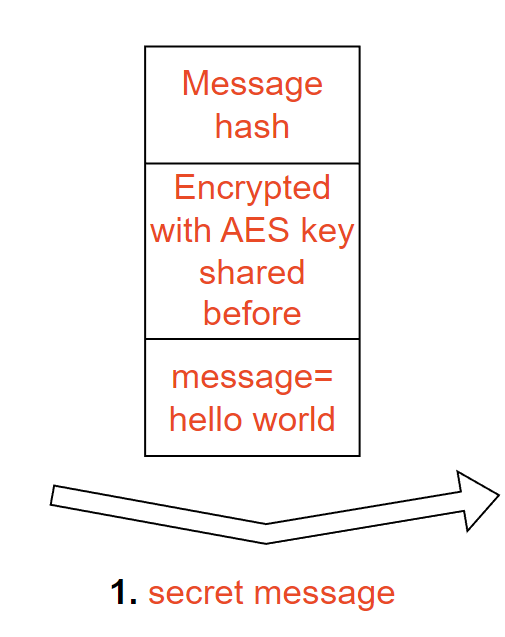 Message
hash
Encrypted
with AES key
shared
before
message=
hello world
1. secret message